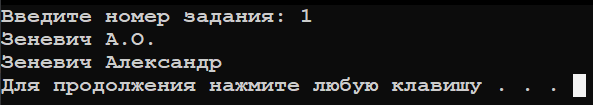 Введите номер задания: 1
Зеневич А.О.
Зеневич Александр
Для продолжения нажмите любую клавишу . . .